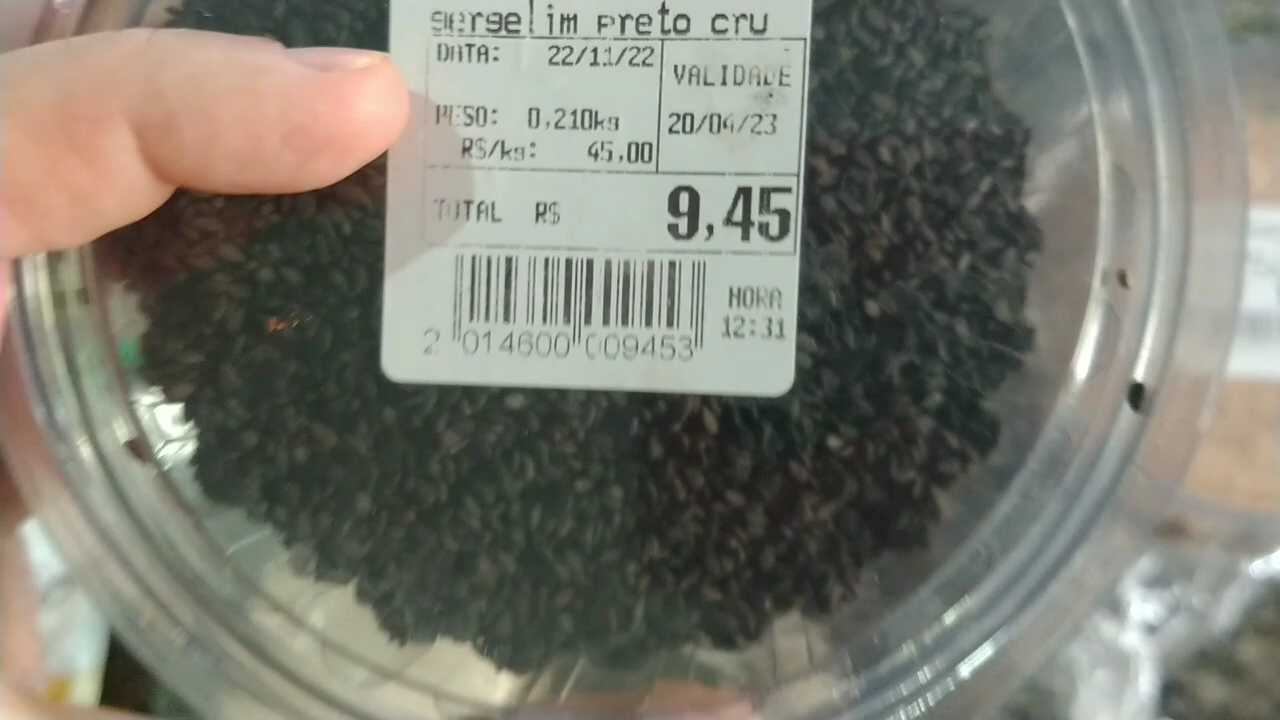 sergelim preto cru
DATA: 22/11/22
VALIDADE
PESO: 0,210kg
20/04/23
R$/kg: 45,00
TOTAL R$ 9,45
HORA
12:31
2 014600 009453